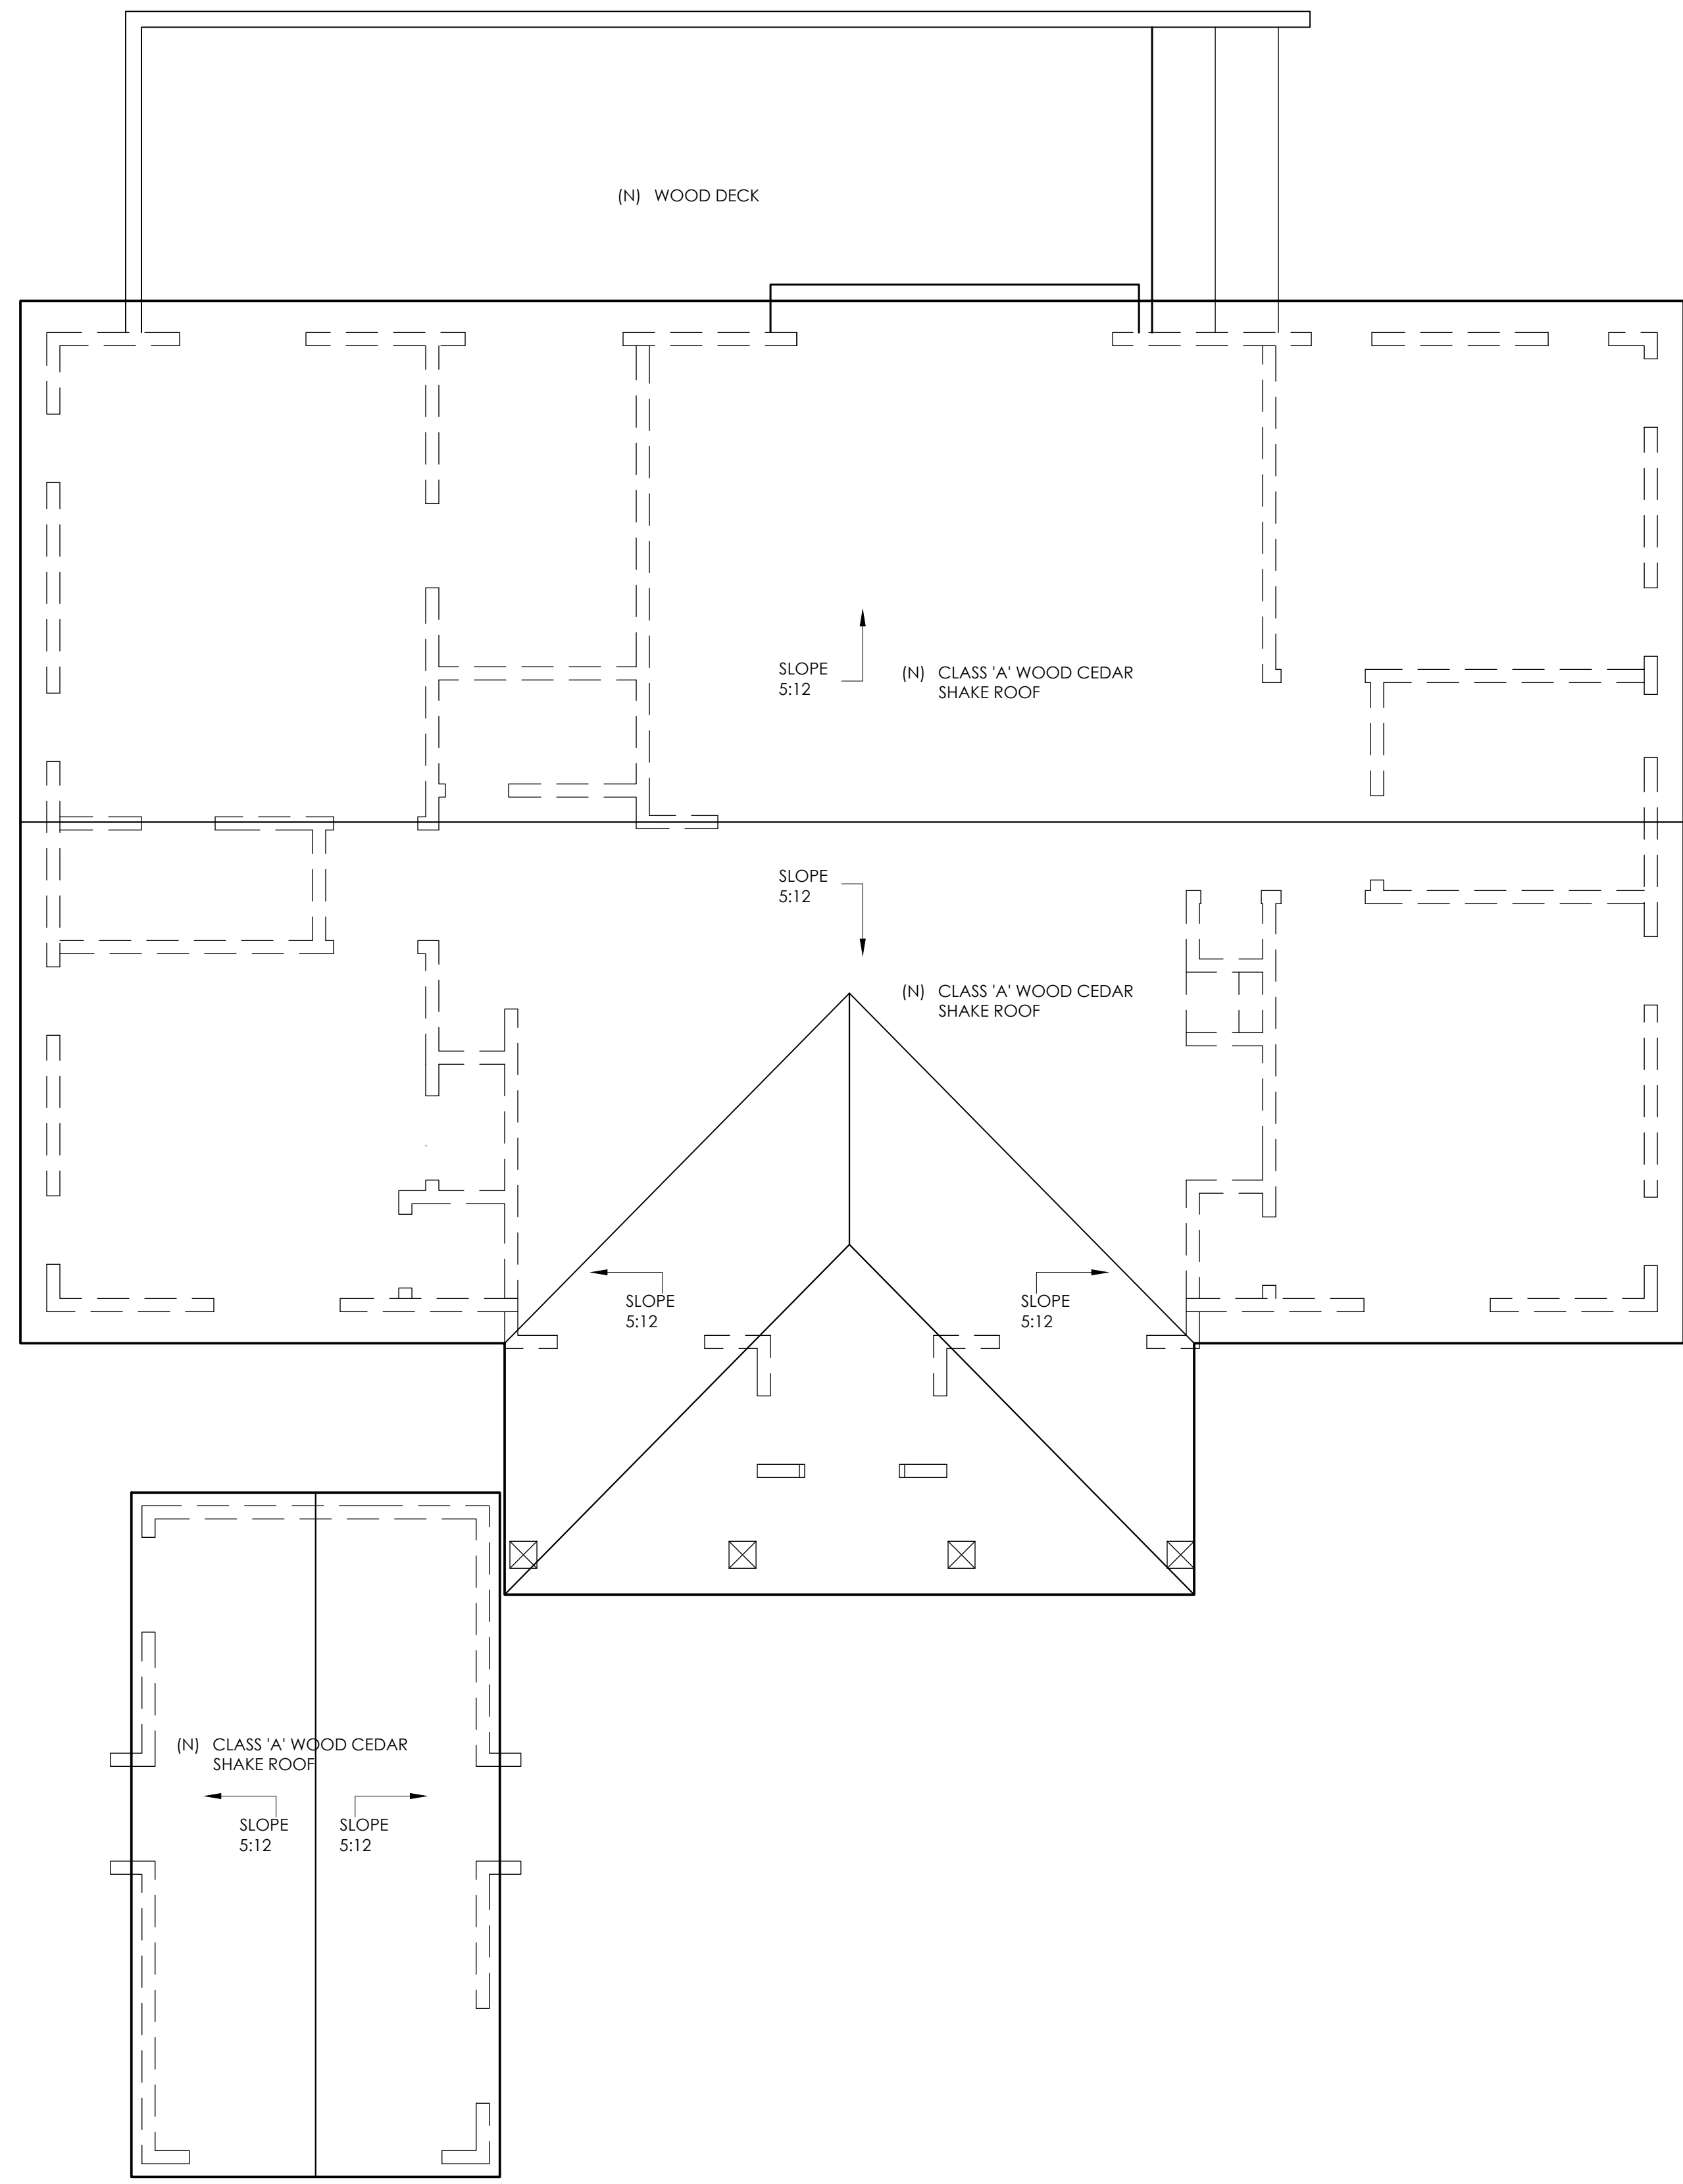 (N) WOOD DECK
SLOPE
5:12
(N) CLASS 'A' WOOD CEDAR
SHAKE ROOF
SLOPE
5:12
(N) CLASS 'A' WOOD CEDAR
SHAKE ROOF
SLOPE
5:12
SLOPE
5:12
(N) CLASS 'A' WOOD CEDAR
SHAKE ROOF
SLOPE
5:12
SLOPE
5:12